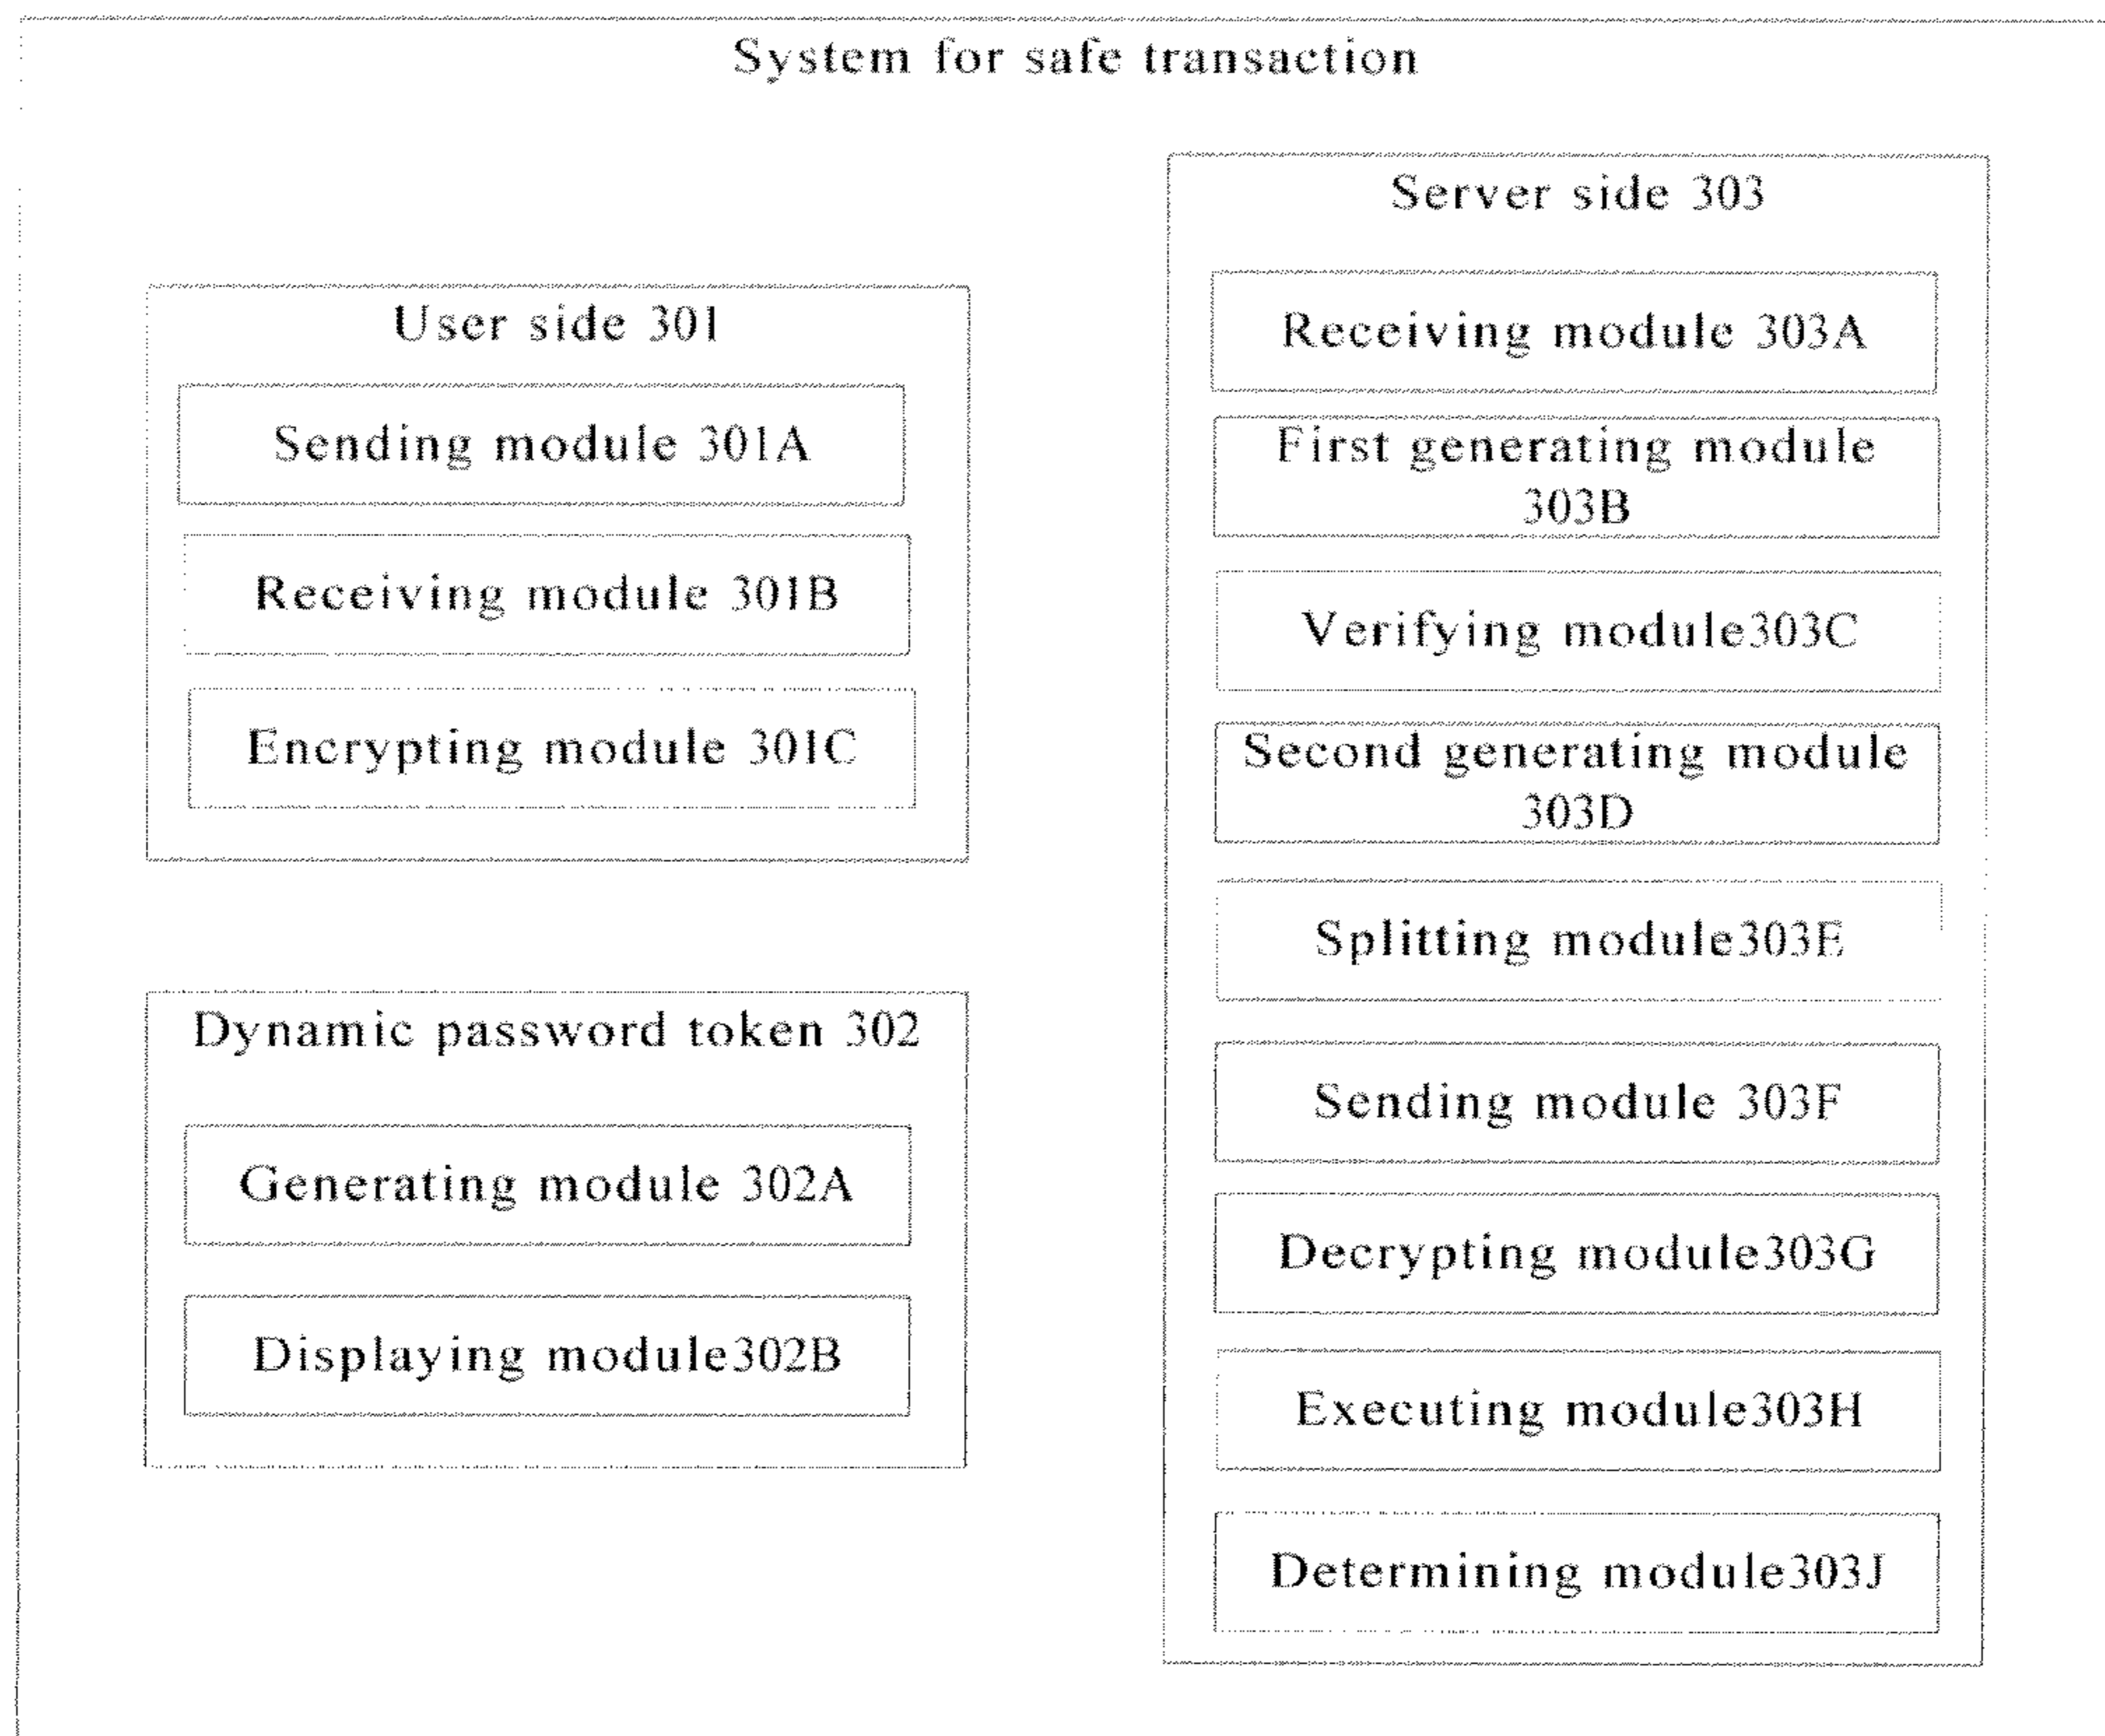 System for safe transaction
User side 301
Sending module 301A
Receiving module 301B
Encrypting module 301C
Dynamic password token 302
Generating module 302A
Displaying module302B
Server side 303
Receiving module 303A
First generating module
303B
Verifying module303C
Second generating module
303D
Splitting module303E
Sending module 303F
Decrypting module303G
Executing module303H
Determining module303J